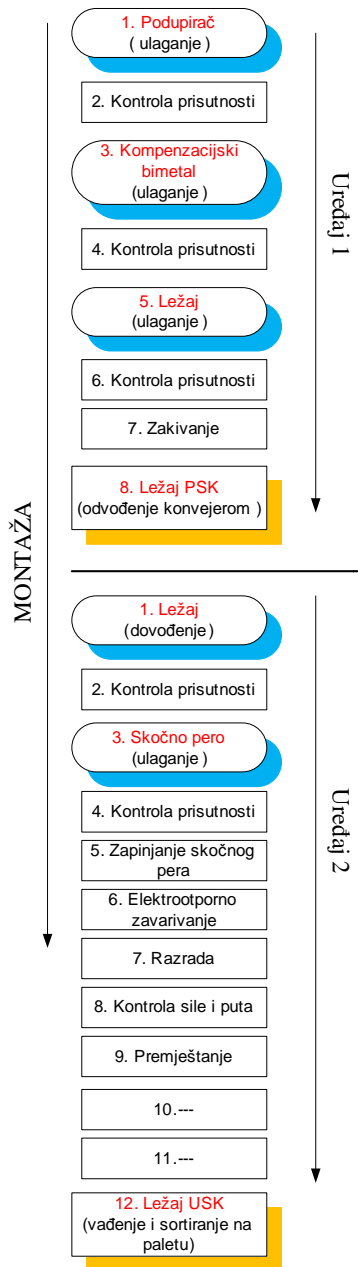 1. Podupirač
( ulaganje )
2. Kontrola prisutnosti
3. Kompenzacijski
bimetal
(ulaganje )
4. Kontrola prisutnosti
5. Ležaj
(ulaganje )
6. Kontrola prisutnosti
7. Zakivanje
8. Ležaj PSK
(odvođenje konvejerom )
Uređaj 1
MONTAŽA
1. Ležaj
(dovođenje)
2. Kontrola prisutnosti
3. Skočno pero
(ulaganje )
4. Kontrola prisutnosti
5. Zapinjanje skočnog
pera
6. Elektrootporno
zavarivanje
7. Razrada
8. Kontrola sile i puta
9. Premještanje
10.---
11.---
12. Ležaj USK
(vađenje i sortiranje na
paletu)
Uređaj 2